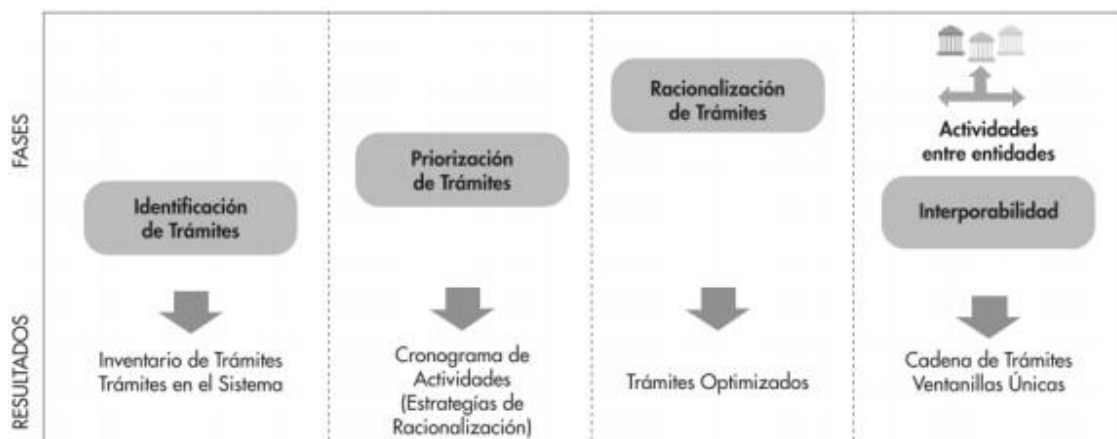 FASES
Identificación
de Trámites
Priorización
de Trámites
Racionalización
de Trámites
Actividades
entre entidades
Interporabilidad
RESULTADOS
Inventario de Trámites
Trámites en el Sistema
Cronograma de
Actividades
(Estrategías de
Racionalización)
Trámites Optimizados
Cadena de Trámites
Ventanillas Únicas